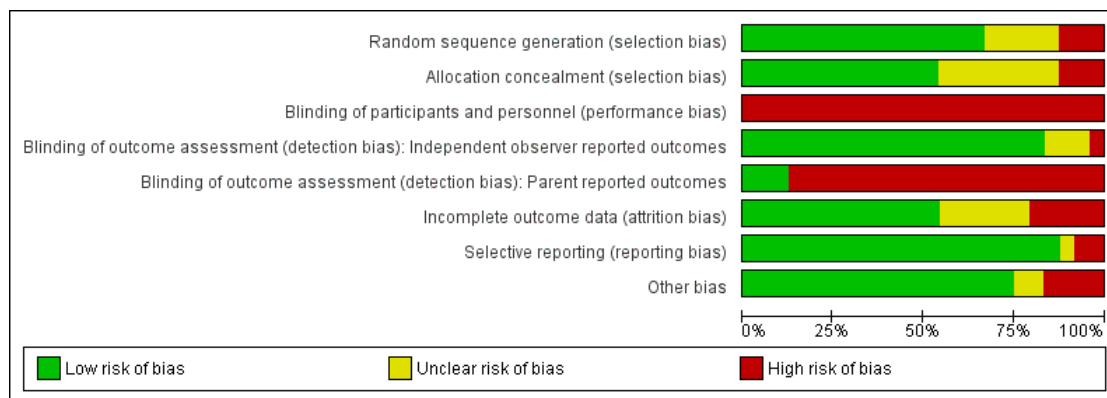 Random sequence generation (selection bias)
Allocation concealment (selection bias)
Blinding of participants and personnel (performance bias)
Blinding of outcome assessment (detection bias): Independent observer reported outcomes
Blinding of outcome assessment (detection bias): Parent reported outcomes
Incomplete outcome data (attrition bias)
Selective reporting (reporting bias)
Other bias
0% 25% 50% 75% 100%
Low risk of bias Unclear risk of bias High risk of bias